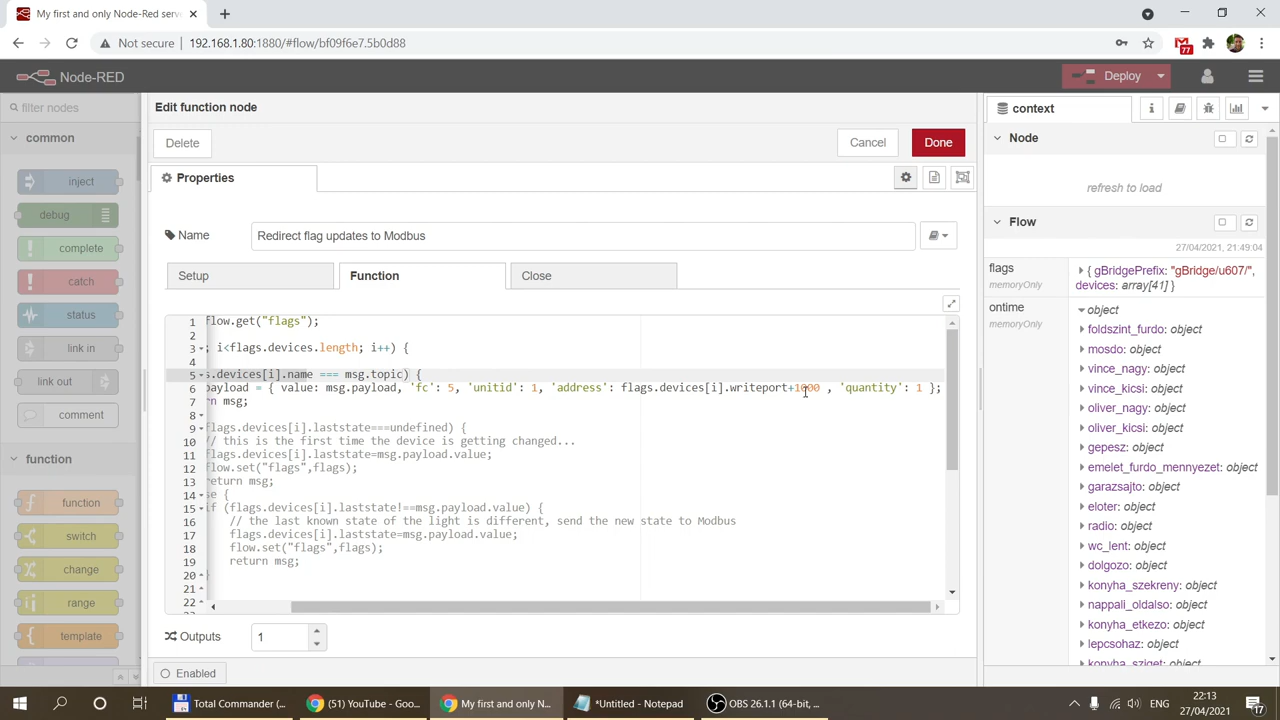 My first and only Node-Red serve
Not secure
192.168.1.80:1880/#flow/bf09f6e7.5b0d88
77
Node-RED
Deploy
filter nodes
common
inject
debug
complete
catch
status
link in
link out
comment
function
function
switch
change
range
template
Edit function node
Delete
Cancel
Done
Properties
Name
Redirect flag updates to Modbus
Setup
Function
Close
1 flow.get("flags");
2
3 ; i<flags.devices.length; i++) {
4
5 s.devices[i].name === msg.topic) {
6 payload = { value: msg.payload, 'fc': 5, 'unitid': 1, 'address': flags.devices[i].writeport+1000 , 'quantity': 1 };
7 rn msg;
8
9 flags.devices[i].laststate===undefined) {
10 // this is the first time the device is getting changed...
11 flags.devices[i].laststate=msg.payload.value;
12 flow.set("flags",flags);
13 return msg;
14 se {
15 if (flags.devices[i].laststate!==msg.payload.value) {
16 // the last known state of the light is different, send the new state to Modbus
17 flags.devices[i].laststate=msg.payload.value;
18 flow.set("flags",flags);
19 return msg;
20 }
21
22
Outputs
1
Enabled
context
Node
refresh to load
Flow
27/04/2021, 21:49:04
flags
memoryOnly
{ gBridgePrefix: "gBridge/u607/",
devices: array[41] }
ontime
memoryOnly
object
foldszint_furdo: object
mosdo: object
vince_nagy: object
vince_kicsi: object
oliver_nagy: object
oliver_kicsi: object
gepesz: object
emelet_furdo_mennyezet: object
garazsajto: object
eloter: object
radio: object
wc_lent: object
dolgozo: object
konyha_szekreny: object
nappali_oldalso: object
konyha_etkezo: object
lepcsohaz: object
konyha_sziget: object
Total Commander (...
(51) YouTube - Goo...
My first and only N...
*Untitled - Notepad
OBS 26.1.1 (64-bit, ...
22:13
27/04/2021
17